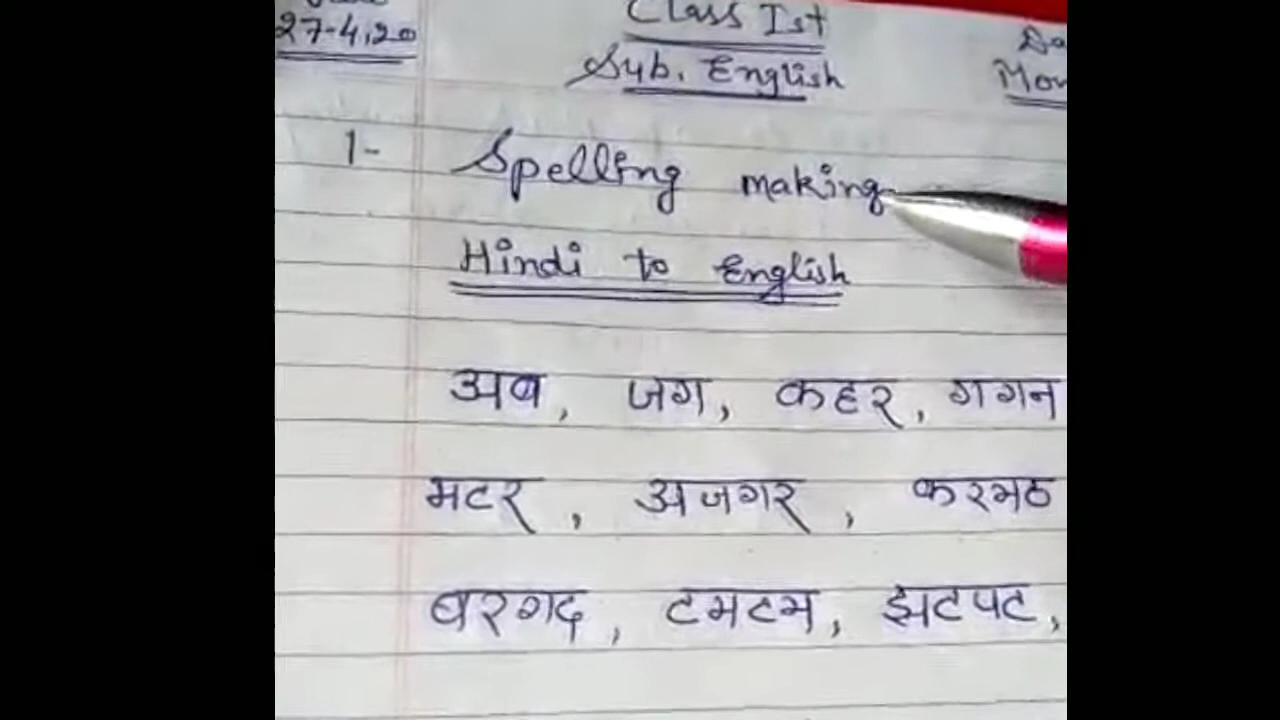 27-4,20
Class Ist
Sub. English
1- Spelling making
Hindi to English
अब, जग, कहर, गगन
मटर, अजगर, करमठ
बरगद, टमटम, झटपट,